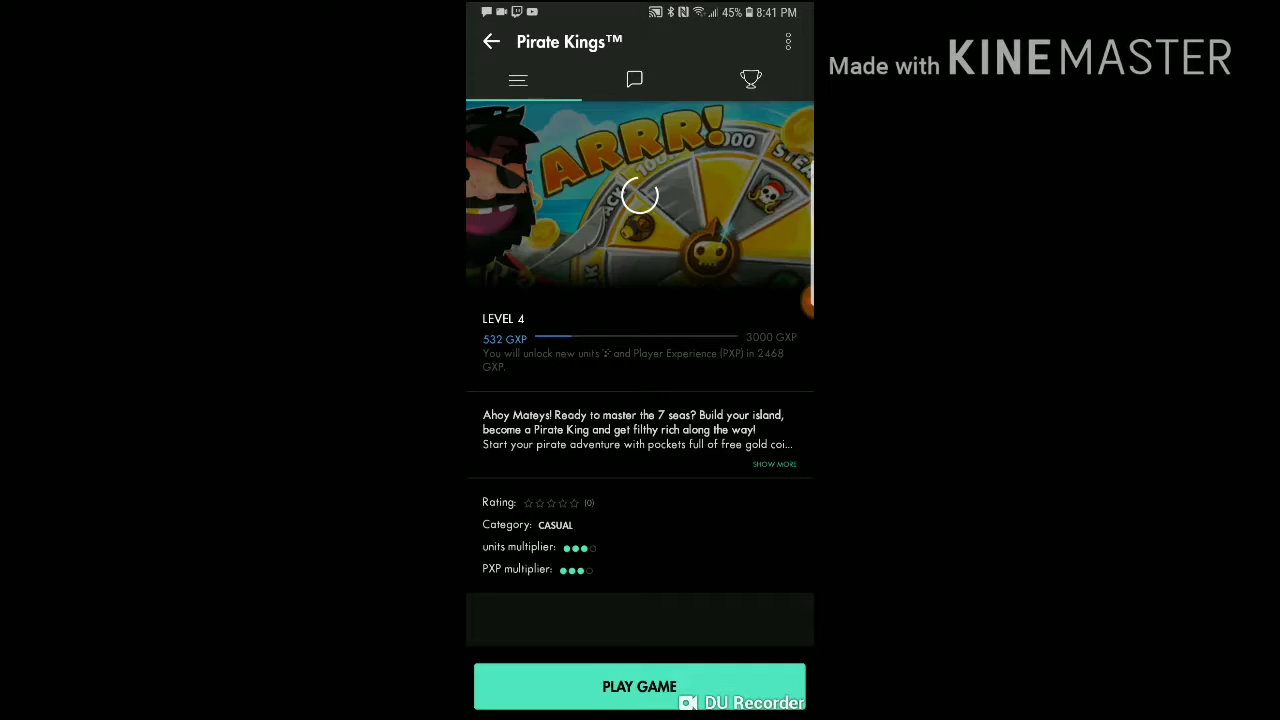 45% 8:41 PM
Pirate Kings™
Made with KINEMASTER
ARRR!
STEA
LEVEL 4
532 GXP 3000 GXP
You will unlock new units and Player Experience (PXP) in 2468
GXP.
Ahoy Mateys! Ready to master the 7 seas? Build your island,
become a Pirate King and get filthy rich along the way!
Start your pirate adventure with pockets full of free gold coi...
SHOW MORE
Rating: (0)
Category: CASUAL
units multiplier:
PXP multiplier:
PLAY GAME
DU Recorder